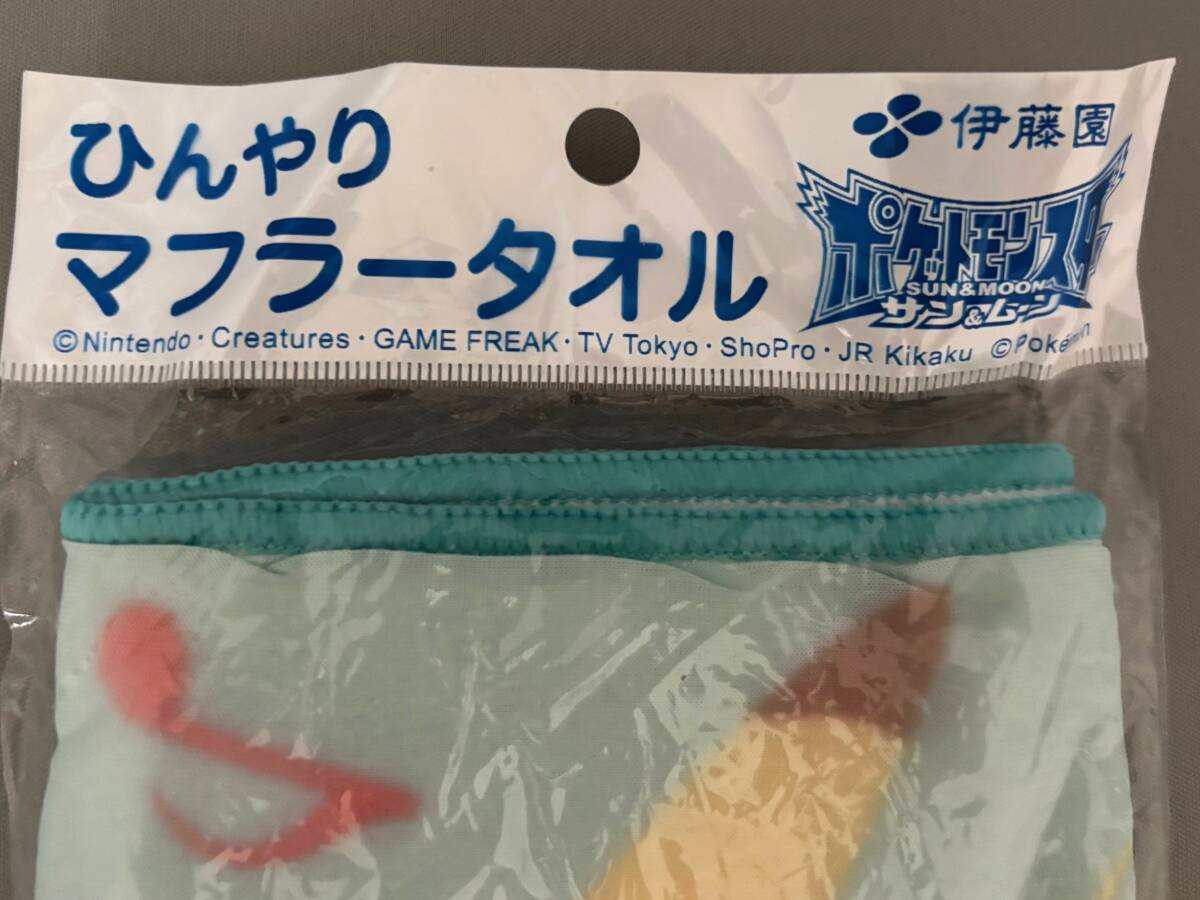 ひんやり
マフラータオル
伊藤園
ポケットモンスター
SUN&MOON
サン&ムーン
©Nintendo・Creatures・GAME FREAK・TV Tokyo・ShoPro・JR Kikaku ©Pokémon